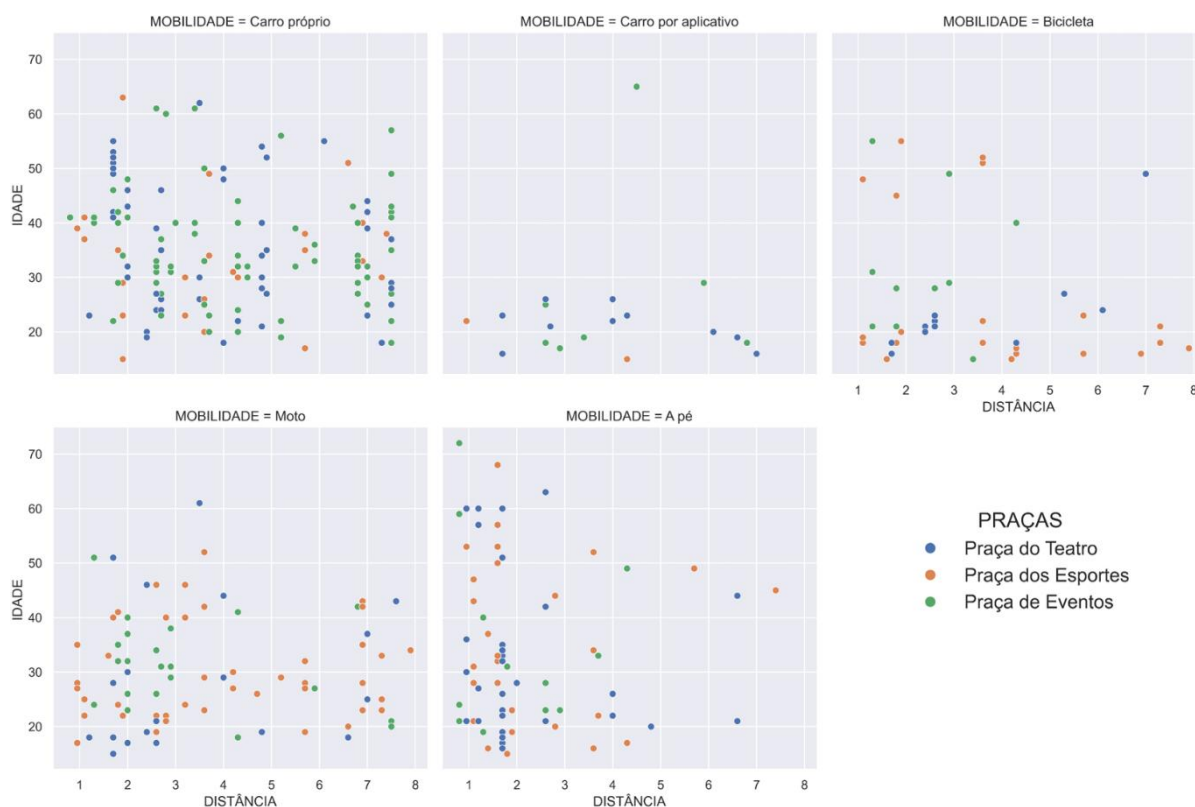 MOBILIDADE = Carro próprio
MOBILIDADE = Carro por aplicativo
MOBILIDADE = Bicicleta
70
60
50
40
30
20
IDADE
1 2 3 4 5 6 7 8
DISTÂNCIA
MOBILIDADE = Moto
MOBILIDADE = A pé
70
60
50
40
30
20
IDADE
1 2 3 4 5 6 7 8
DISTÂNCIA
1 2 3 4 5 6 7 8
DISTÂNCIA
PRAÇAS
Praça do Teatro
Praça dos Esportes
Praça de Eventos